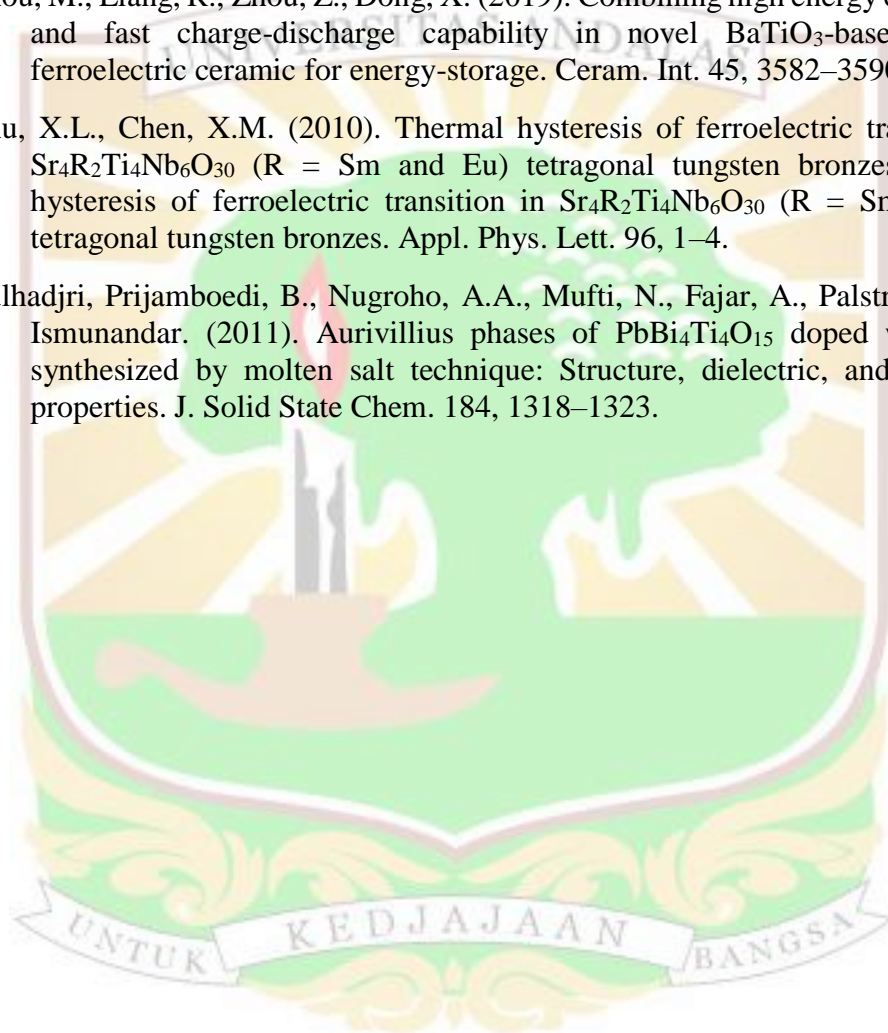 ou, M., Liang, R., Zhou, Z., Dong, X. (2019). Combining high energy
and fast charge-discharge capability in novel BaTiO₃-base
ferroelectric ceramic for energy-storage. Ceram. Int. 45, 3582–3590
u, X.L., Chen, X.M. (2010). Thermal hysteresis of ferroelectric tra
Sr₄R₂Ti₄Nb₆O₃₀ (R = Sm and Eu) tetragonal tungsten bronzes
hysteresis of ferroelectric transition in Sr₄R₂Ti₄Nb₆O₃₀ (R = Sm
tetragonal tungsten bronzes. Appl. Phys. Lett. 96, 1–4.
lhadjri, Prijamboedi, B., Nugroho, A.A., Mufti, N., Fajar, A., Palstr
Ismunandar. (2011). Aurivillius phases of PbBi₄Ti₄O₁₅ doped
synthesized by molten salt technique: Structure, dielectric, and
properties. J. Solid State Chem. 184, 1318–1323.
UNIVERSITAS ANDALAS
UNTUK KEDJAJAAN BANGSA